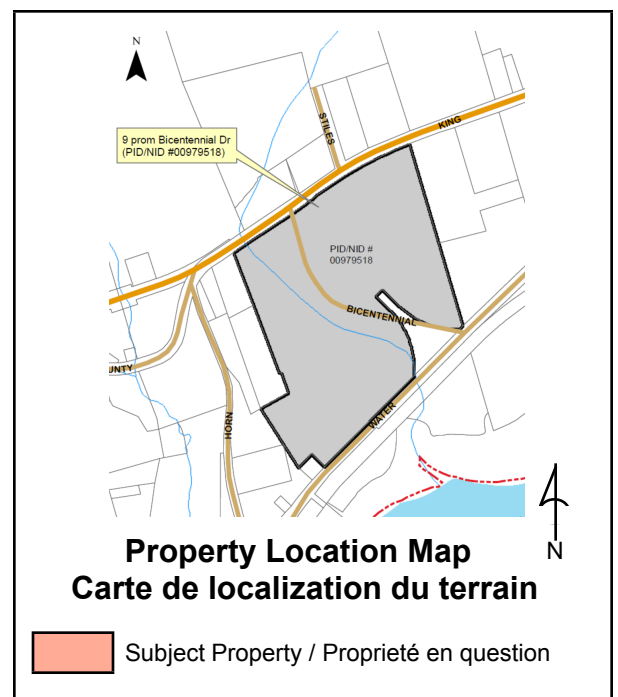 N
STILES
KING
9 prom Bicentennial Dr
(PID/NID #00979518)
PID/NID #
00979518
BICENTENNIAL
UNTY
HORN
WATER
N
Property Location Map
Carte de localization du terrain
Subject Property / Proprieté en question